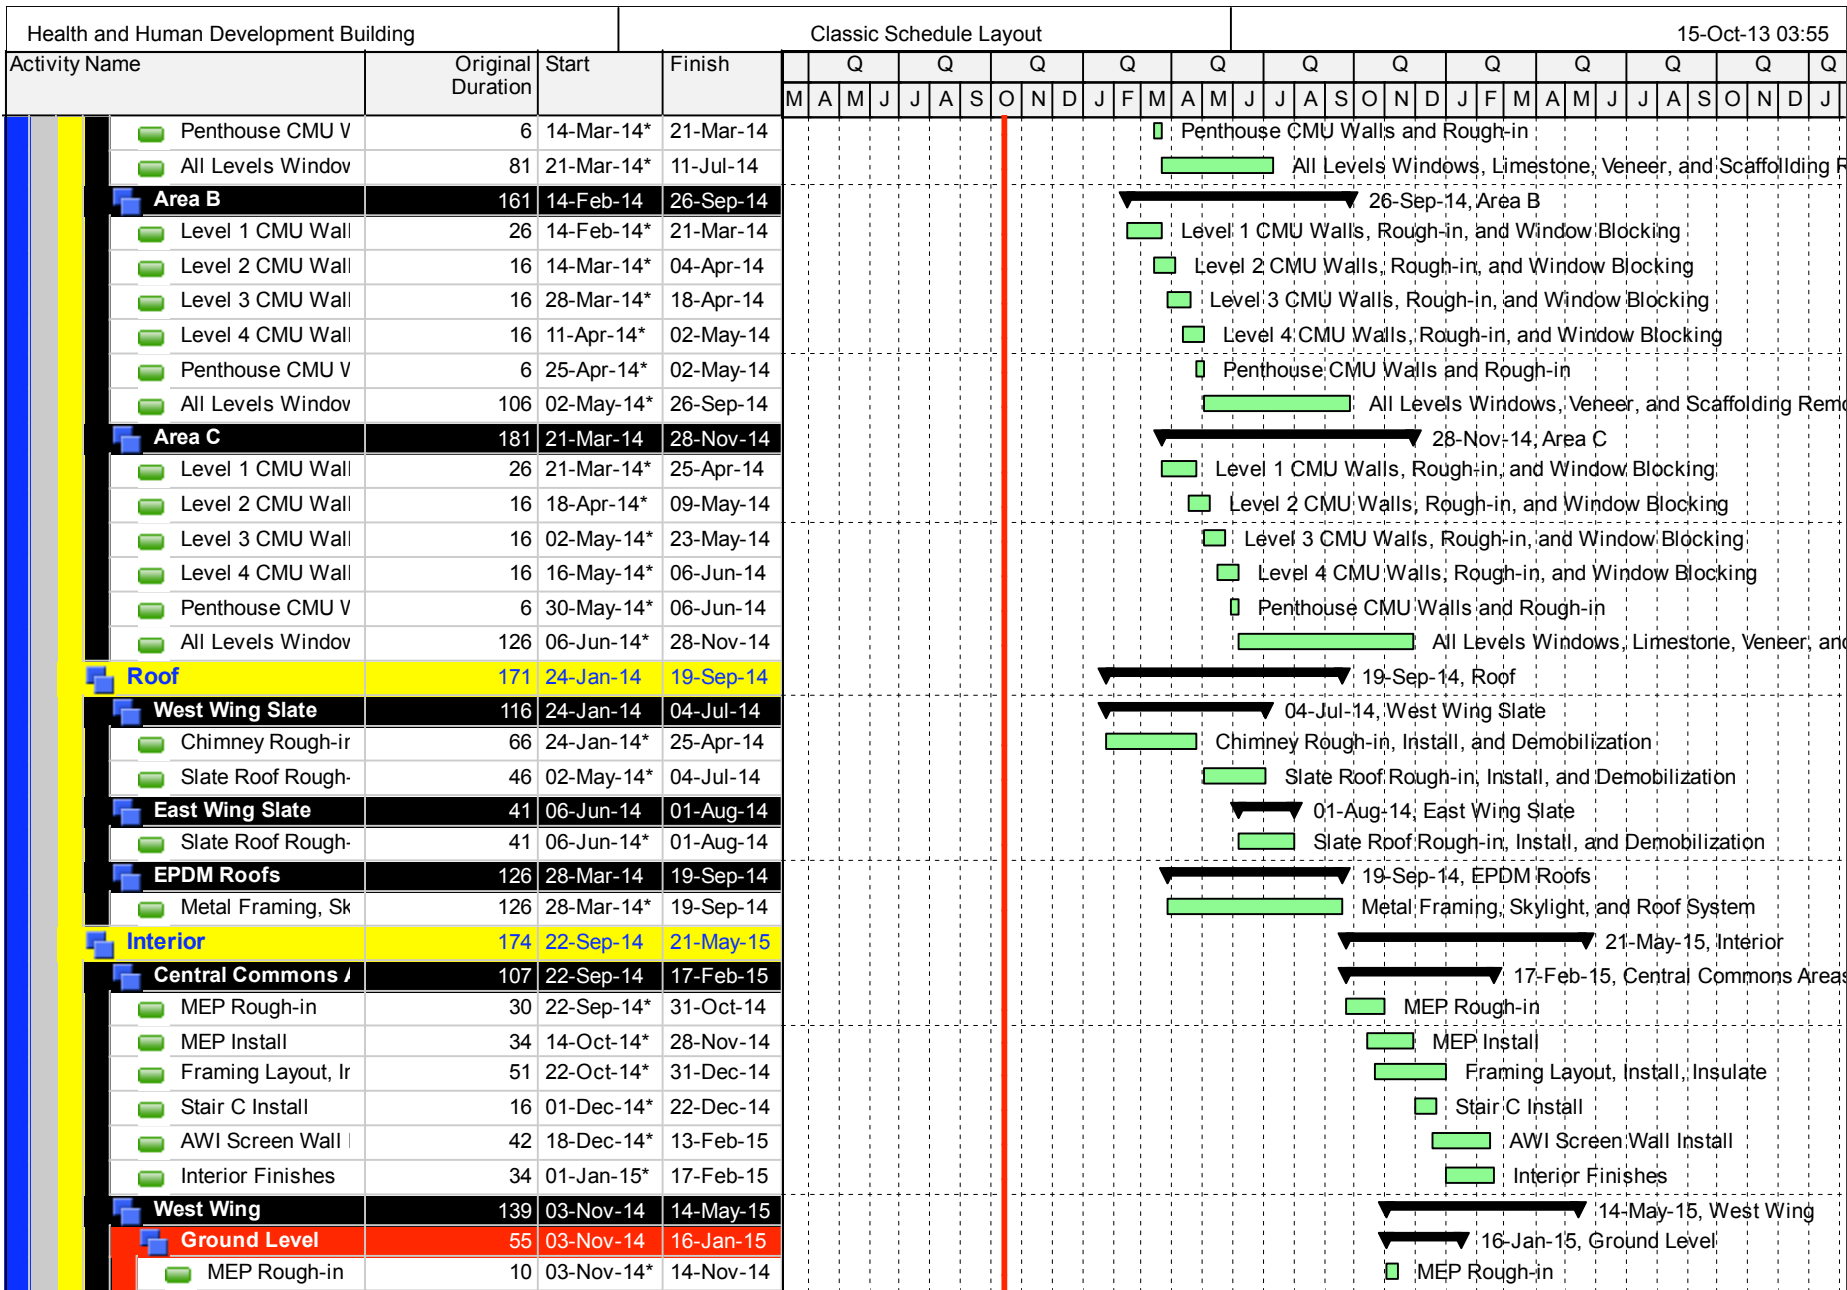 Health and Human Development Building Classic Schedule Layout 15-Oct-13 03:55
Activity Name Original Duration Start Finish Q Q Q Q Q Q Q Q Q Q Q Q
M A M J J A S O N D J F M A M J J A S O N D J F M A M J J A S O N D J
Penthouse CMU 6 14-Mar-14* 21-Mar-14 Penthouse CMU Walls and Rough-in
All Levels Window 81 21-Mar-14* 11-Jul-14 All Levels Windows, Limestone, Veneer, and Scaffollding
Area B 161 14-Feb-14 26-Sep-14 26-Sep-14, Area B
Level 1 CMU Wall 26 14-Feb-14* 21-Mar-14 Level 1 CMU Walls, Rough-in, and Window Blocking
Level 2 CMU Wall 16 14-Mar-14* 04-Apr-14 Level 2 CMU Walls, Rough-in, and Window Blocking
Level 3 CMU Wall 16 28-Mar-14* 18-Apr-14 Level 3 CMU Walls, Rough-in, and Window Blocking
Level 4 CMU Wall 16 11-Apr-14* 02-May-14 Level 4 CMU Walls, Rough-in, and Window Blocking
Penthouse CMU 6 25-Apr-14* 02-May-14 Penthouse CMU Walls and Rough-in
All Levels Window 106 02-May-14* 26-Sep-14 All Levels Windows, Veneer, and Scaffolding Remo
Area C 181 21-Mar-14 28-Nov-14 28-Nov-14, Area C
Level 1 CMU Wall 26 21-Mar-14* 25-Apr-14 Level 1 CMU Walls, Rough-in, and Window Blocking
Level 2 CMU Wall 16 18-Apr-14* 09-May-14 Level 2 CMU Walls, Rough-in, and Window Blocking
Level 3 CMU Wall 16 02-May-14* 23-May-14 Level 3 CMU Walls, Rough-in, and Window Blocking
Level 4 CMU Wall 16 16-May-14* 06-Jun-14 Level 4 CMU Walls, Rough-in, and Window Blocking
Penthouse CMU 6 30-May-14* 06-Jun-14 Penthouse CMU Walls and Rough-in
All Levels Window 126 06-Jun-14* 28-Nov-14 All Levels Windows, Limestone, Veneer, and
Roof 171 24-Jan-14 19-Sep-14 19-Sep-14, Roof
West Wing Slate 116 24-Jan-14 04-Jul-14 04-Jul-14, West Wing Slate
Chimney Rough-in 66 24-Jan-14* 25-Apr-14 Chimney Rough-in, Install, and Demobilization
Slate Roof Rough- 46 02-May-14* 04-Jul-14 Slate Roof Rough-in, Install, and Demobilization
East Wing Slate 41 06-Jun-14 01-Aug-14 01-Aug-14, East Wing Slate
Slate Roof Rough- 41 06-Jun-14* 01-Aug-14 Slate Roof Rough-in, Install, and Demobilization
EPDM Roofs 126 28-Mar-14 19-Sep-14 19-Sep-14, EPDM Roofs
Metal Framing, Sk 126 28-Mar-14* 19-Sep-14 Metal Framing, Skylight, and Roof System
Interior 174 22-Sep-14 21-May-15 21-May-15, Interior
Central Commons 107 22-Sep-14 17-Feb-15 17-Feb-15, Central Commons Areas
MEP Rough-in 30 22-Sep-14* 31-Oct-14 MEP Rough-in
MEP Install 34 14-Oct-14* 28-Nov-14 MEP Install
Framing Layout, Ir 51 22-Oct-14* 31-Dec-14 Framing Layout, Install, Insulate
Stair C Install 16 01-Dec-14* 22-Dec-14 Stair C Install
AWI Screen Wall 42 18-Dec-14* 13-Feb-15 AWI Screen Wall Install
Interior Finishes 34 01-Jan-15* 17-Feb-15 Interior Finishes
West Wing 139 03-Nov-14 14-May-15 14-May-15, West Wing
Ground Level 55 03-Nov-14 16-Jan-15 16-Jan-15, Ground Level
MEP Rough-in 10 03-Nov-14* 14-Nov-14 MEP Rough-in